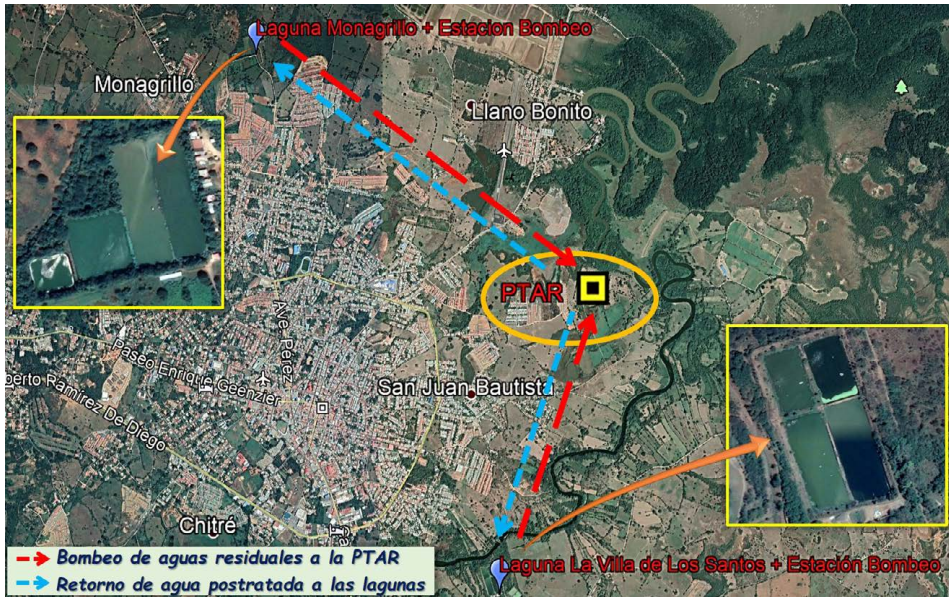 Laguna Monagrillo + Estacion Bombeo
Monagrillo
Llano Bonito
PTAR
Ave Pérez
Paseo Enrique Geenzier
berto Ramírez De Diego
San Juan Bautista
Chitré
Laguna La Villa de Los Santos + Estación Bombeo
Bombeo de aguas residuales a la PTAR
Retorno de agua postratada a las lagunas